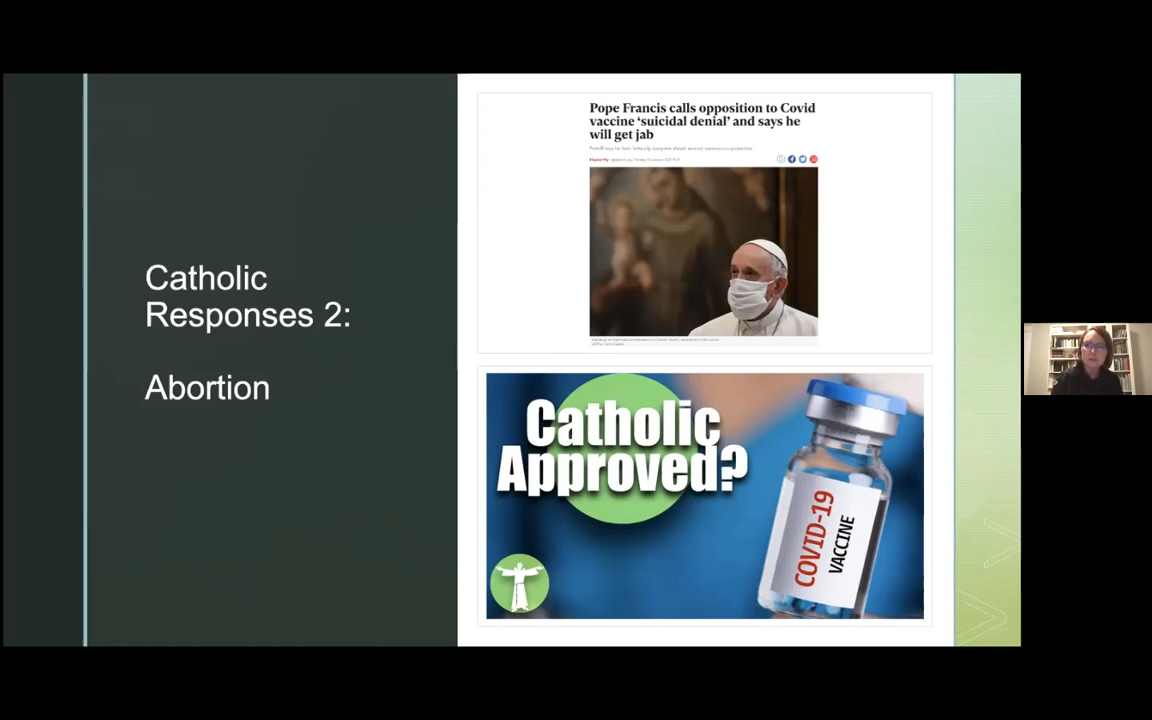 Catholic
Responses 2:
Abortion
Pope Francis calls opposition to Covid
vaccine ‘suicidal denial’ and says he
will get jab
Catholic
Approved?
COVID-19
VACCINE